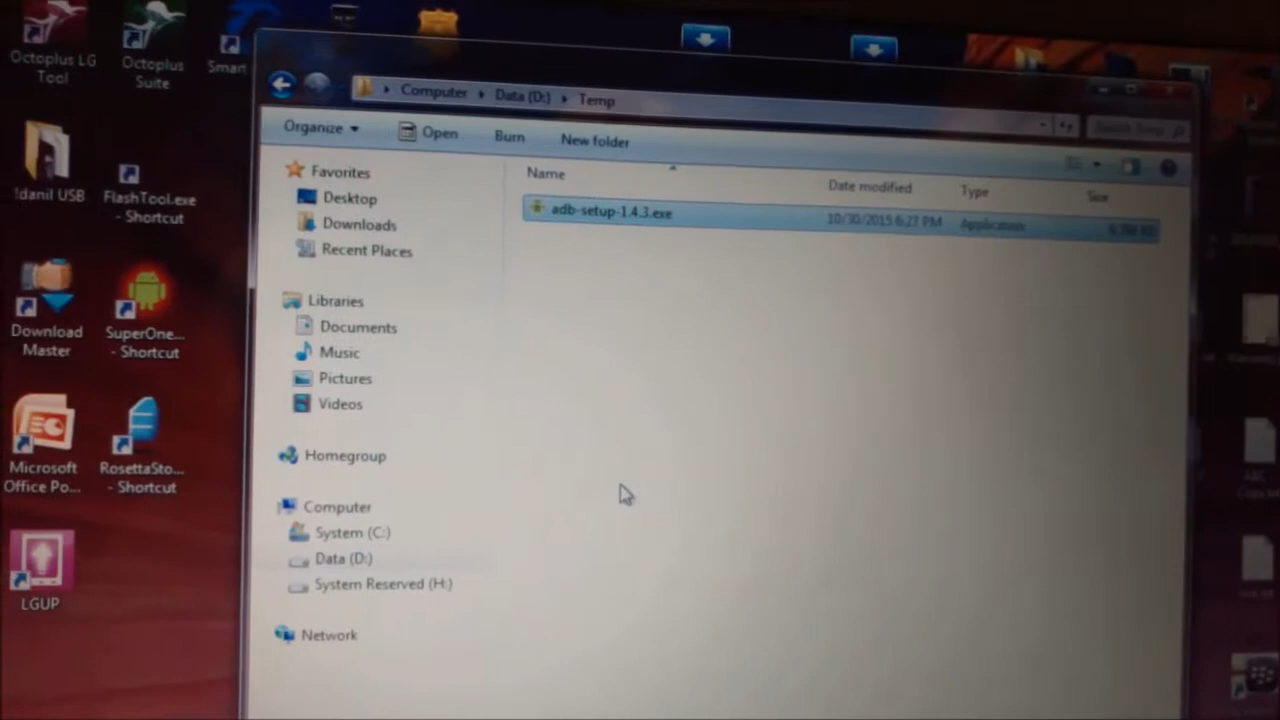 Octoplus LG
Tool
Octoplus
Suite
Smart
!danil USB
FlashTool.exe
- Shortcut
Download
Master
SuperOne...
- Shortcut
Microsoft
Office Po...
RosettaSto...
- Shortcut
LGUP
Computer
Data (D:)
Temp
Organize
Open
Burn
New folder
Favorites
Desktop
Downloads
Recent Places
Libraries
Documents
Music
Pictures
Videos
Homegroup
Computer
System (C:)
Data (D:)
System Reserved (H:)
Network
Name
Date modified
Type
Size
adb-setup-1.4.3.exe
10/30/2015 6:27 PM
Application